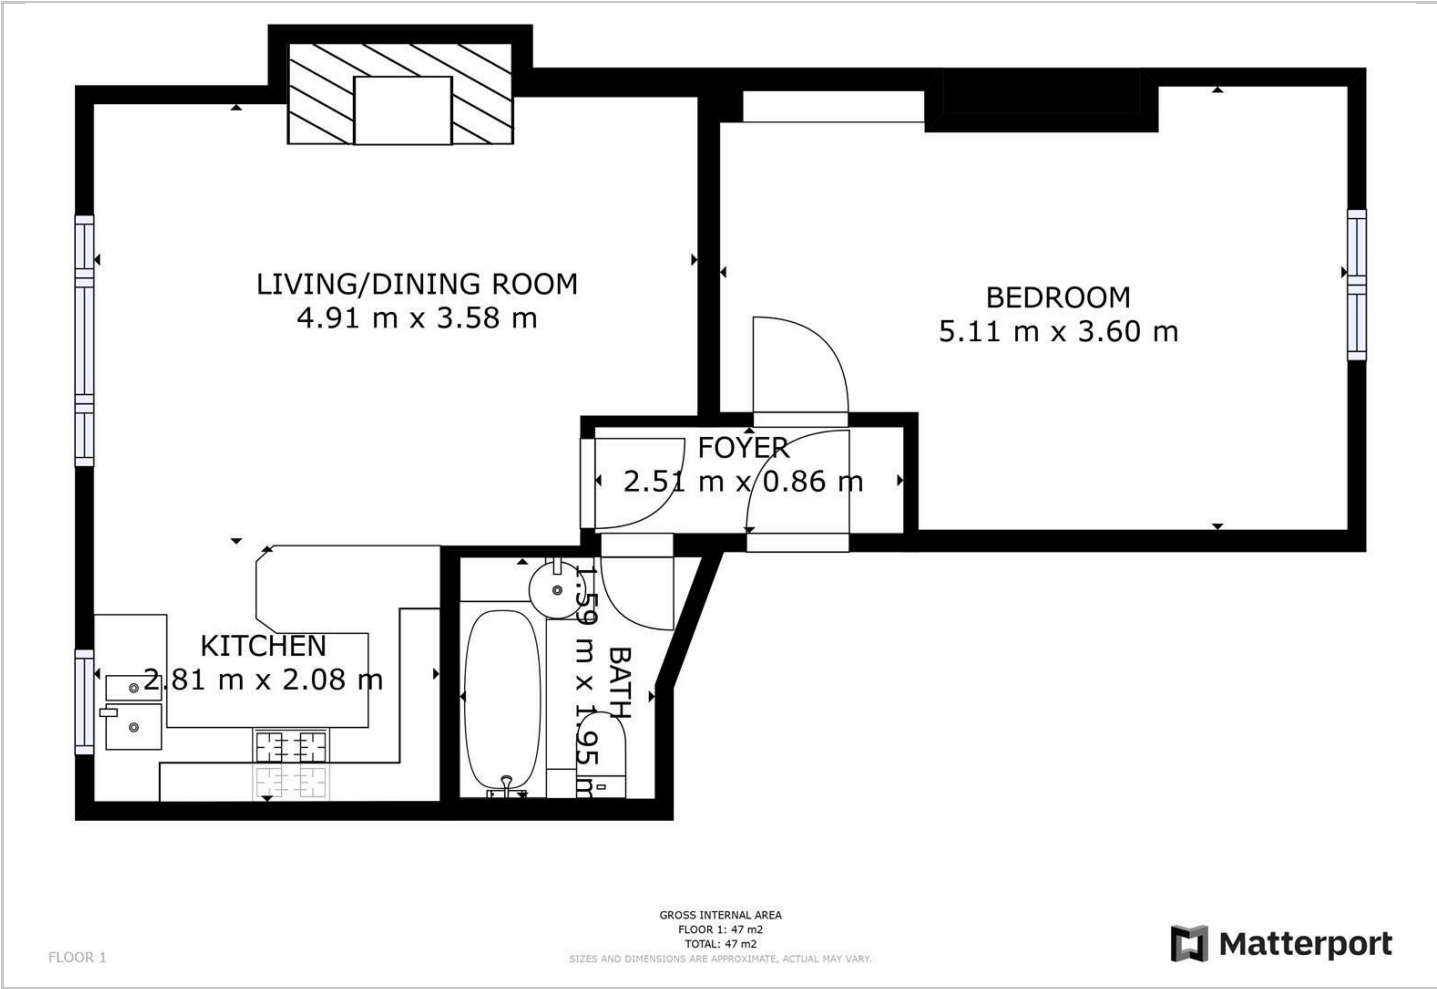 LIVING/DINING ROOM
4.91 m x 3.58 m
BEDROOM
5.11 m x 3.60 m
FOYER
2.51 m x 0.86 m
KITCHEN
2.81 m x 2.08 m
BATH
1.59 m x 1.95 m
GROSS INTERNAL AREA
FLOOR 1: 47 m2
TOTAL: 47 m2
SIZES AND DIMENSIONS ARE APPROXIMATE, ACTUAL MAY VARY.
FLOOR 1
Matterport